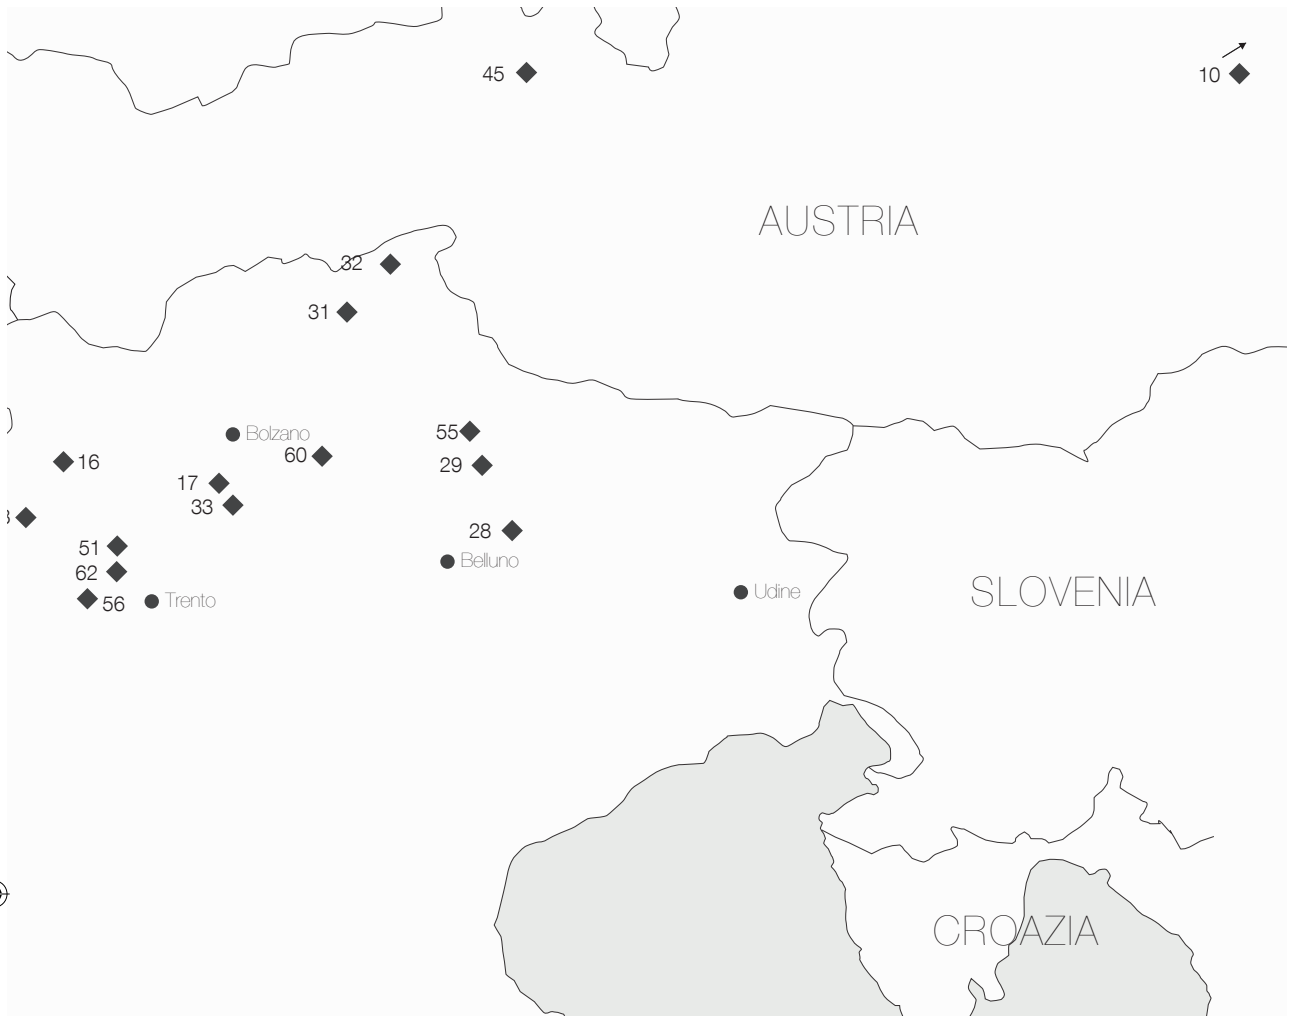 45
10
AUSTRIA
32
31
55
Bolzano
60
16
29
17
33
28
51
Belluno
62
56
Trento
Udine
SLOVENIA
CROAZIA